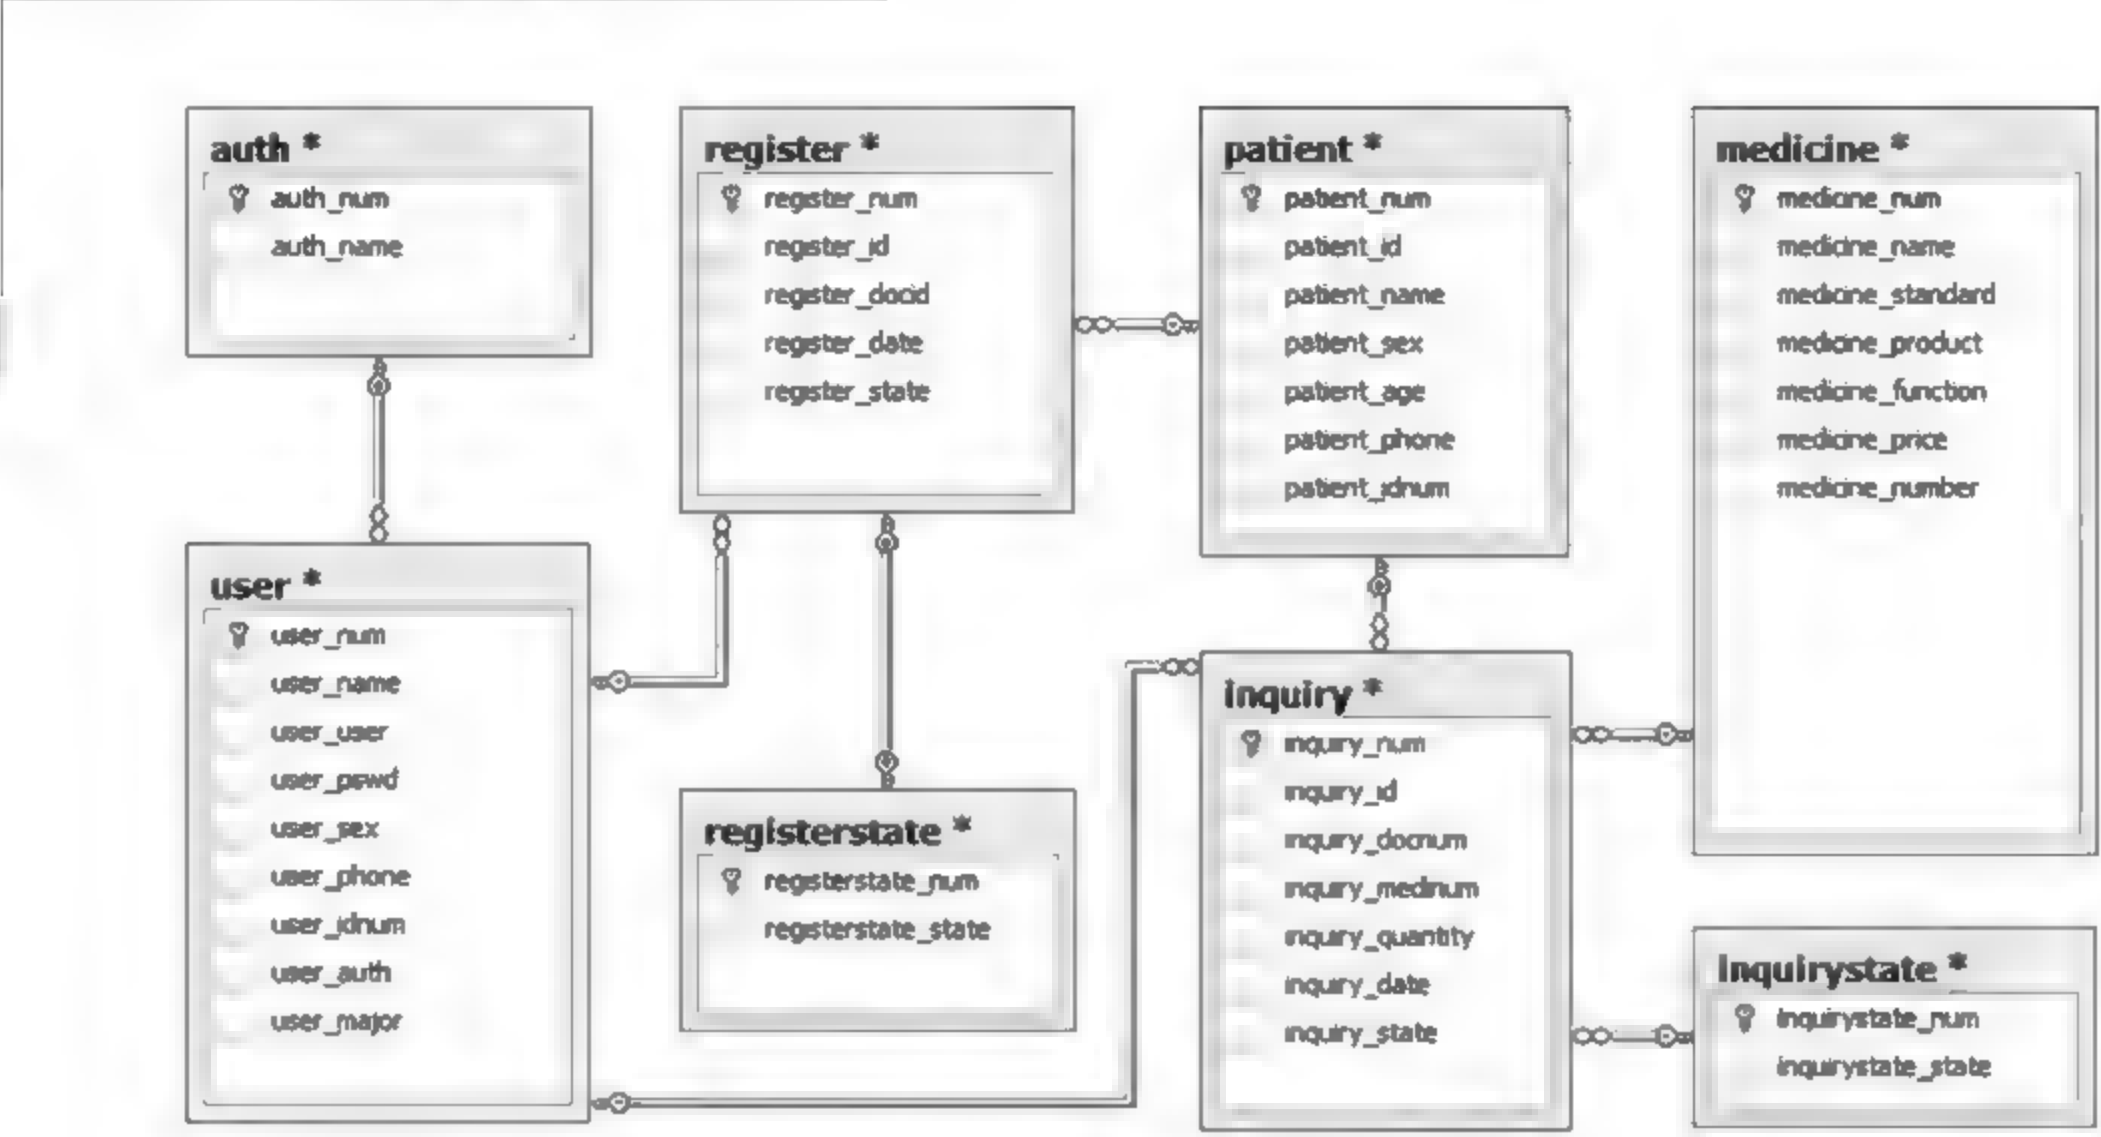 auth *
auth_num
auth_name
register *
register_num
register_id
register_docid
register_date
register_state
patient *
patient_num
patient_id
patient_name
patient_sex
patient_age
patient_phone
patient_idnum
medicine *
medicine_num
medicine_name
medicine_standard
medicine_product
medicine_function
medicine_price
medicine_number
user *
user_num
user_name
user_user
user_pswd
user_sex
user_phone
user_idnum
user_auth
user_major
registerstate *
registerstate_num
registerstate_state
inquiry *
inquiry_num
inquiry_id
inquiry_docnum
inquiry_medinum
inquiry_quantity
inquiry_date
inquiry_state
inquirystate *
inquirystate_num
inquirystate_state